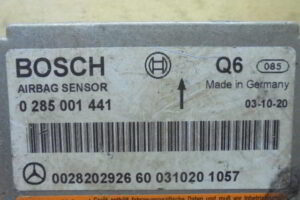 BOSCH Q6 085
AIRBAG SENSOR Made in Germany
0 285 001 441 03-10-20
0028202926 60 031020 1057